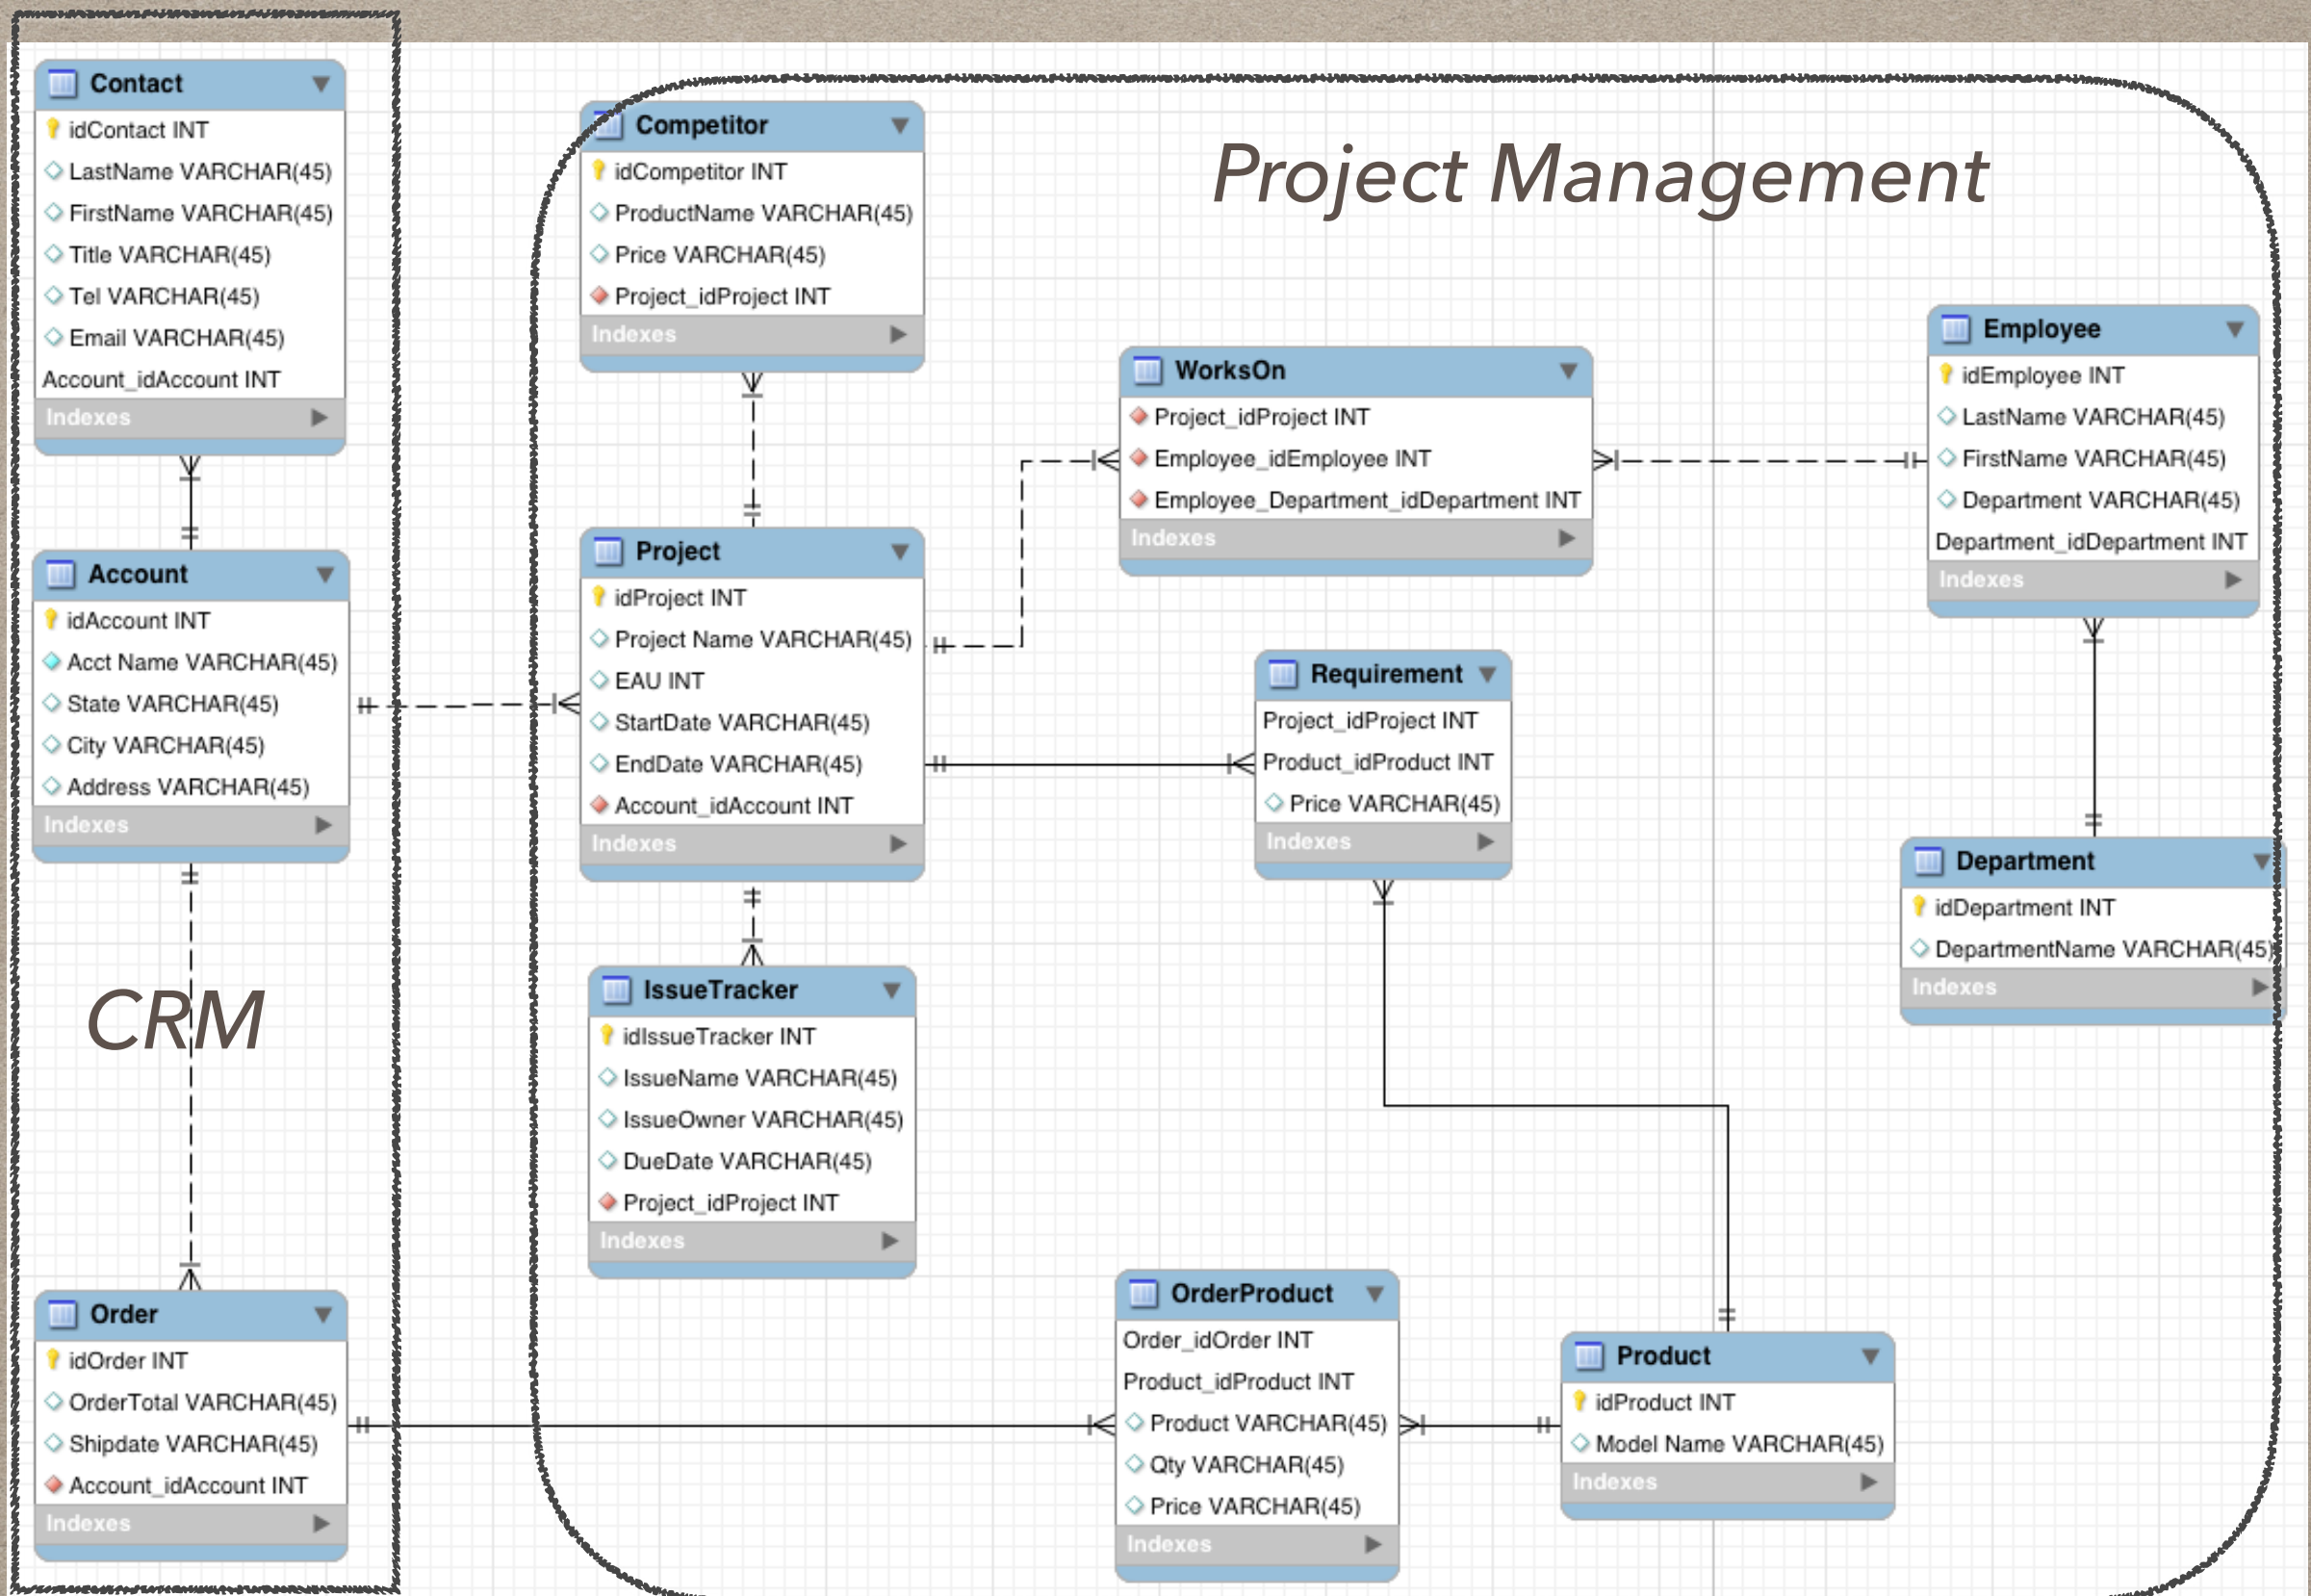 Contact
idContact INT
LastName VARCHAR(45)
FirstName VARCHAR(45)
Title VARCHAR(45)
Tel VARCHAR(45)
Email VARCHAR(45)
Account_idAccount INT
Indexes
Account
idAccount INT
Acct Name VARCHAR(45)
State VARCHAR(45)
City VARCHAR(45)
Address VARCHAR(45)
Indexes
CRM
Order
idOrder INT
OrderTotal VARCHAR(45)
Shipdate VARCHAR(45)
Account_idAccount INT
Indexes
Project Management
Competitor
idCompetitor INT
ProductName VARCHAR(45)
Price VARCHAR(45)
Project_idProject INT
Indexes
Project
idProject INT
Project Name VARCHAR(45)
EAU INT
StartDate VARCHAR(45)
EndDate VARCHAR(45)
Account_idAccount INT
Indexes
IssueTracker
idIssueTracker INT
IssueName VARCHAR(45)
IssueOwner VARCHAR(45)
DueDate VARCHAR(45)
Project_idProject INT
Indexes
WorksOn
Project_idProject INT
Employee_idEmployee INT
Employee_Department_idDepartment INT
Indexes
Requirement
Project_idProject INT
Product_idProduct INT
Price VARCHAR(45)
Indexes
OrderProduct
Order_idOrder INT
Product_idProduct INT
Product VARCHAR(45)
Qty VARCHAR(45)
Price VARCHAR(45)
Indexes
Product
idProduct INT
Model Name VARCHAR(45)
Indexes
Employee
idEmployee INT
LastName VARCHAR(45)
FirstName VARCHAR(45)
Department VARCHAR(45)
Department_idDepartment INT
Indexes
Department
idDepartment INT
DepartmentName VARCHAR(45)
Indexes